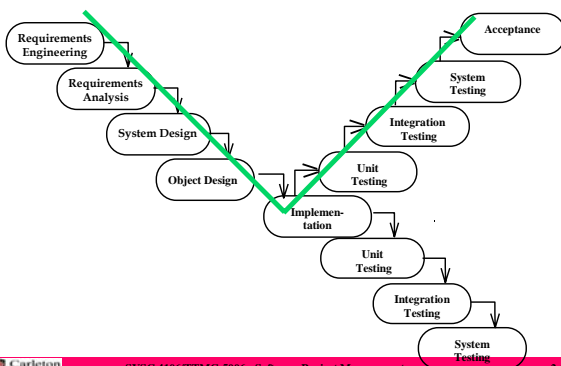 Requirements
Engineering
Requirements
Analysis
System Design
Object Design
Implemen-
tation
Unit
Testing
Integration
Testing
System
Testing
Acceptance
Unit
Testing
Integration
Testing
System
Testing
Carleton